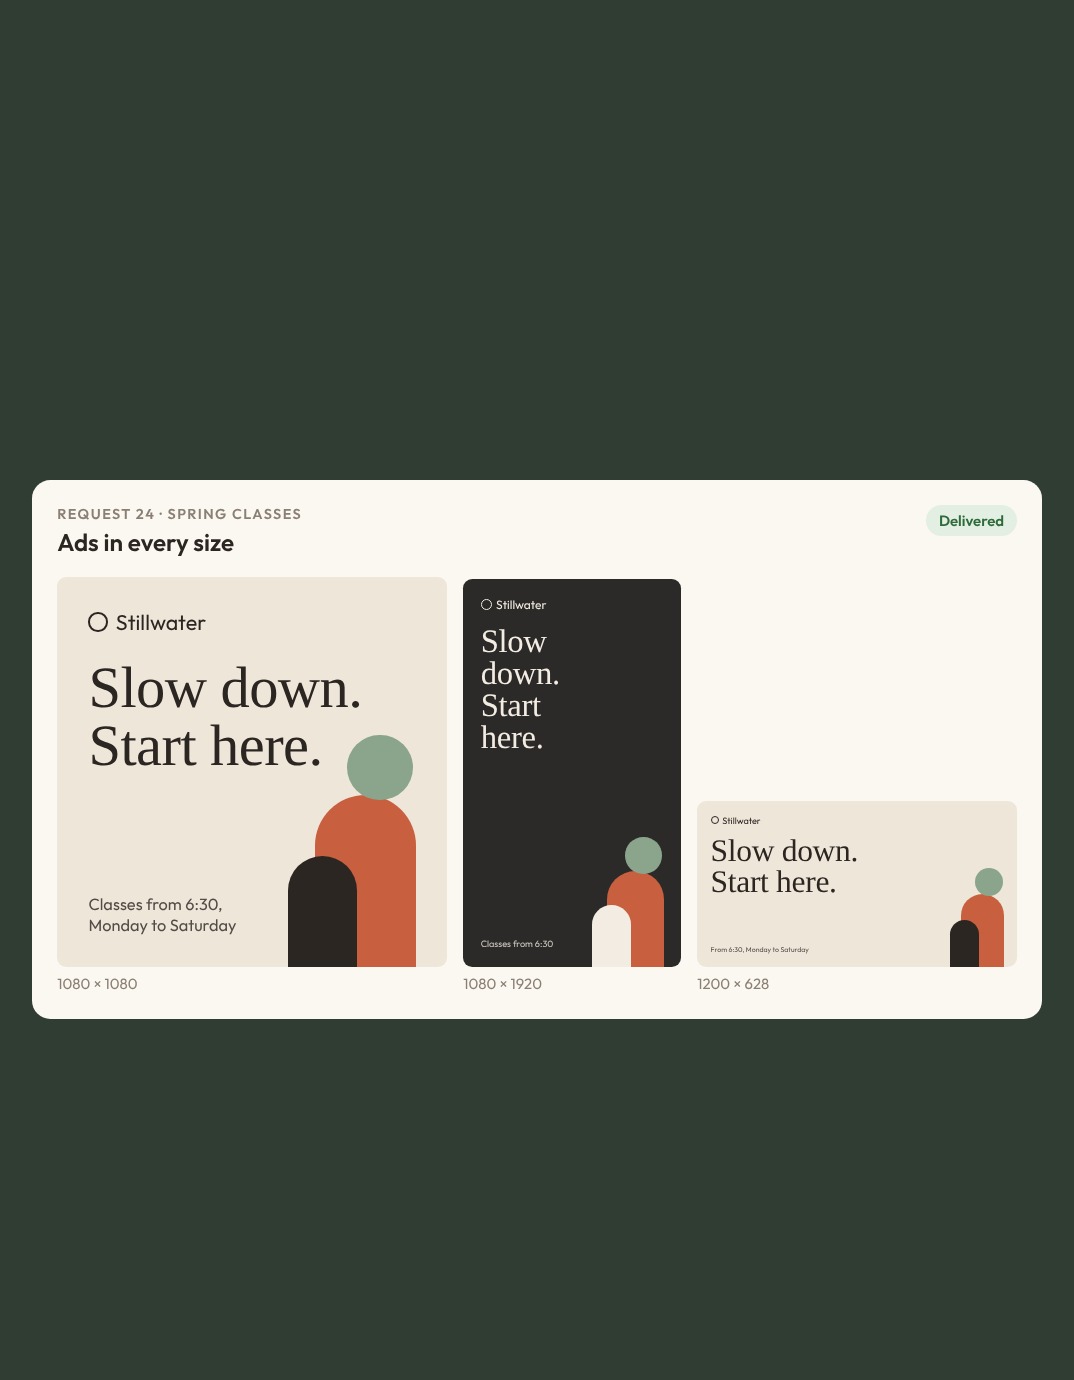 REQUEST 24 · SPRING CLASSES
Ads in every size
Delivered
Stillwater
Slow down.
Start here.
Classes from 6:30,
Monday to Saturday
1080 × 1080
Stillwater
Slow
down.
Start
here.
Classes from 6:30
1080 × 1920
Stillwater
Slow down.
Start here.
From 6:30, Monday to Saturday
1200 × 628